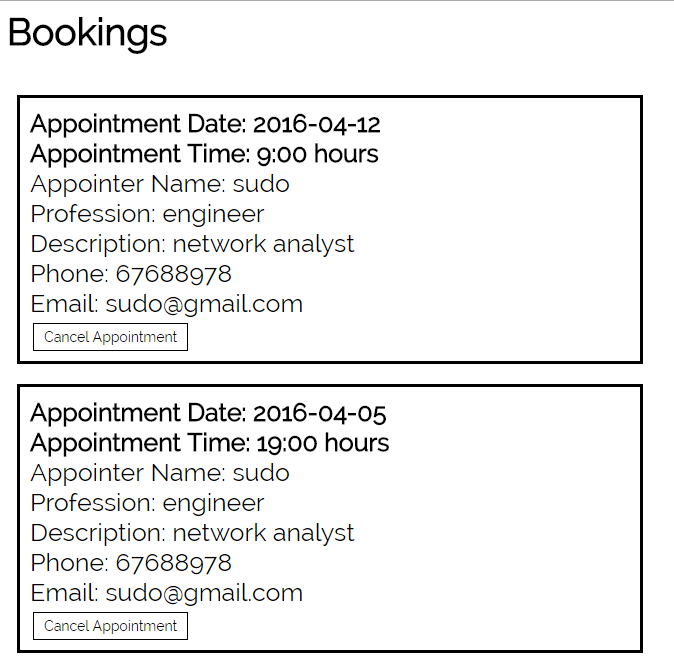 Bookings
Appointment Date: 2016-04-12
Appointment Time: 9:00 hours
Appointer Name: sudo
Profession: engineer
Description: network analyst
Phone: 67688978
Email: sudo@gmail.com
Cancel Appointment
Appointment Date: 2016-04-05
Appointment Time: 19:00 hours
Appointer Name: sudo
Profession: engineer
Description: network analyst
Phone: 67688978
Email: sudo@gmail.com
Cancel Appointment